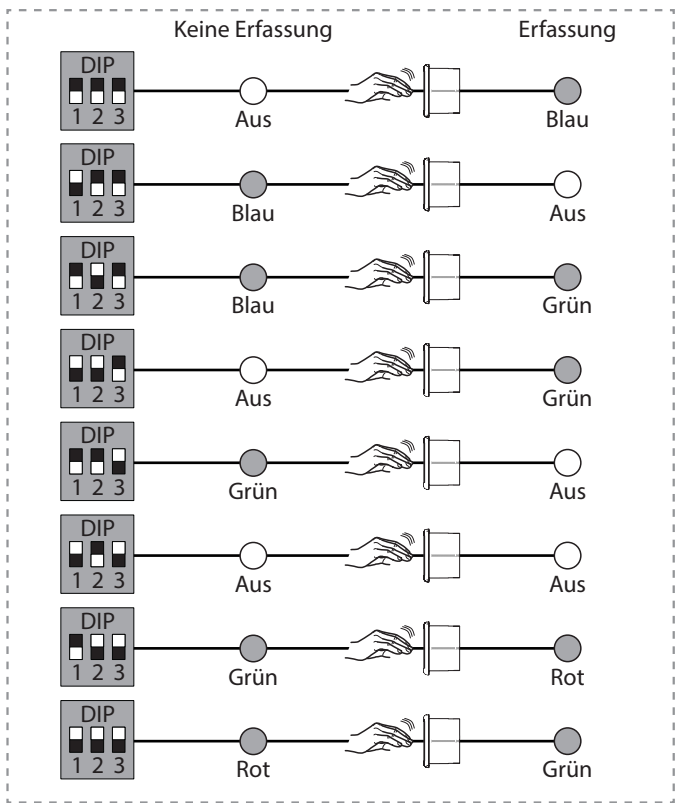 Keine Erfassung Erfassung
DIP
1 2 3
Aus Blau
DIP
1 2 3
Blau Aus
DIP
1 2 3
Blau Grün
DIP
1 2 3
Aus Grün
DIP
1 2 3
Grün Aus
DIP
1 2 3
Aus Aus
DIP
1 2 3
Grün Rot
DIP
1 2 3
Rot Grün